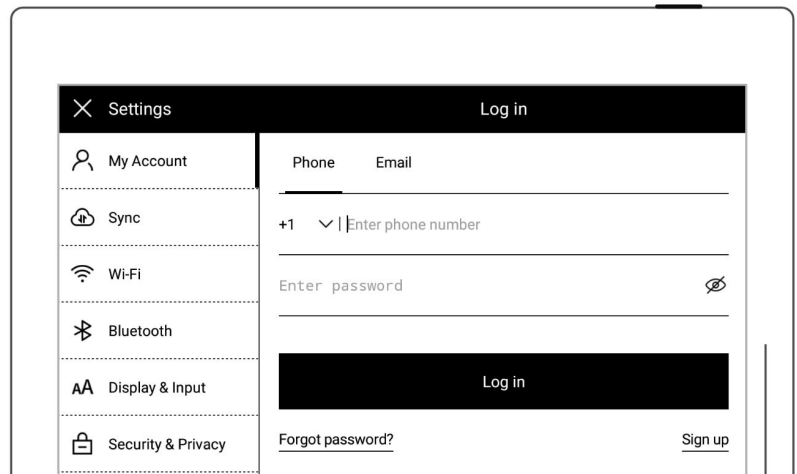 Settings
Log in
My Account
Sync
Wi-Fi
Bluetooth
AA Display & Input
Security & Privacy
Phone Email
+1 Enter phone number
Enter password
Log in
Forgot password? Sign up